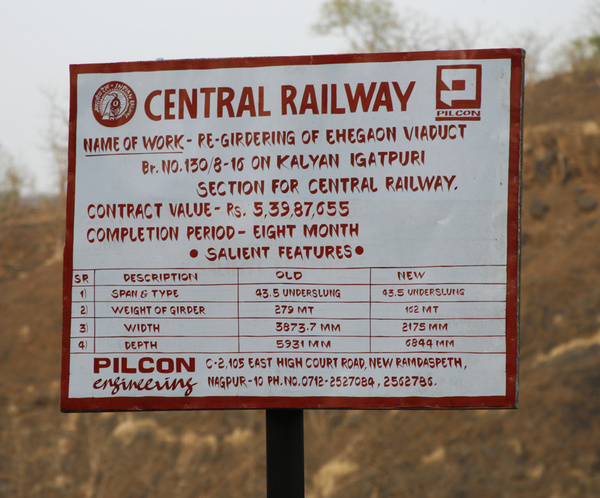 CENTRAL RAILWAY
PILCON
NAME OF WORK - RE-GIRDERING OF EHEGAON VIADUCT
Br. NO. 130/8-16 ON KALYAN IGATPURI
SECTION FOR CENTRAL RAILWAY.
CONTRACT VALUE - Rs. 5,39,87,655
COMPLETION PERIOD - EIGHT MONTH
• SALIENT FEATURES •
SR DESCRIPTION OLD NEW
1) SPAN & TYPE 43.5 UNDERSLUNG 43.5 UNDERSLUNG
2) WEIGHT OF GIRDER 279 MT 162 MT
3) WIDTH 3873.7 MM 2175 MM
4) DEPTH 5931 MM 6844 MM
PILCON C-2, 105 EAST HIGH COURT ROAD, NEW RAMDASPETH,
engineering NAGPUR-10 PH. NO. 0712-2527084, 2562786.